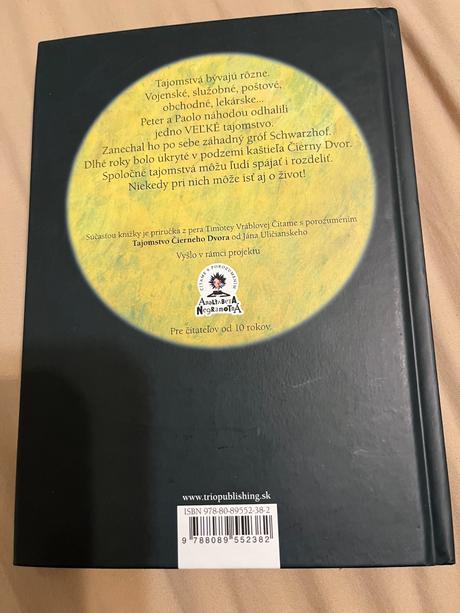 Tajomstvá bývajú rôzne.
Vojenské, služobné, poštové,
obchodné, lekárske...
Peter a Paolo náhodou odhalili
jedno VEĽKÉ tajomstvo.
Zanechal ho po sebe záhadný gróf Schwarzhof.
Dlhé roky bolo ukryté v podzemí kaštieľa Čierny Dvor.
Spoločné tajomstvá môžu ľudí spájať i rozdeliť.
Niekedy pri nich môže ísť aj o život!
Súčasťou knižky je príručka z pera Timotey Vráblovej Čítame s porozumením
Tajomstvo Čierneho Dvora od Jána Uličianskeho
Vyšlo v rámci projektu
ČÍTAME S POROZUMENÍM
ANALFABETA
NEGRAMOTNÁ
Pre čitateľov od 10 rokov.
www.triopublishing.sk
ISBN 978-80-89552-38-2
9 788089 552382